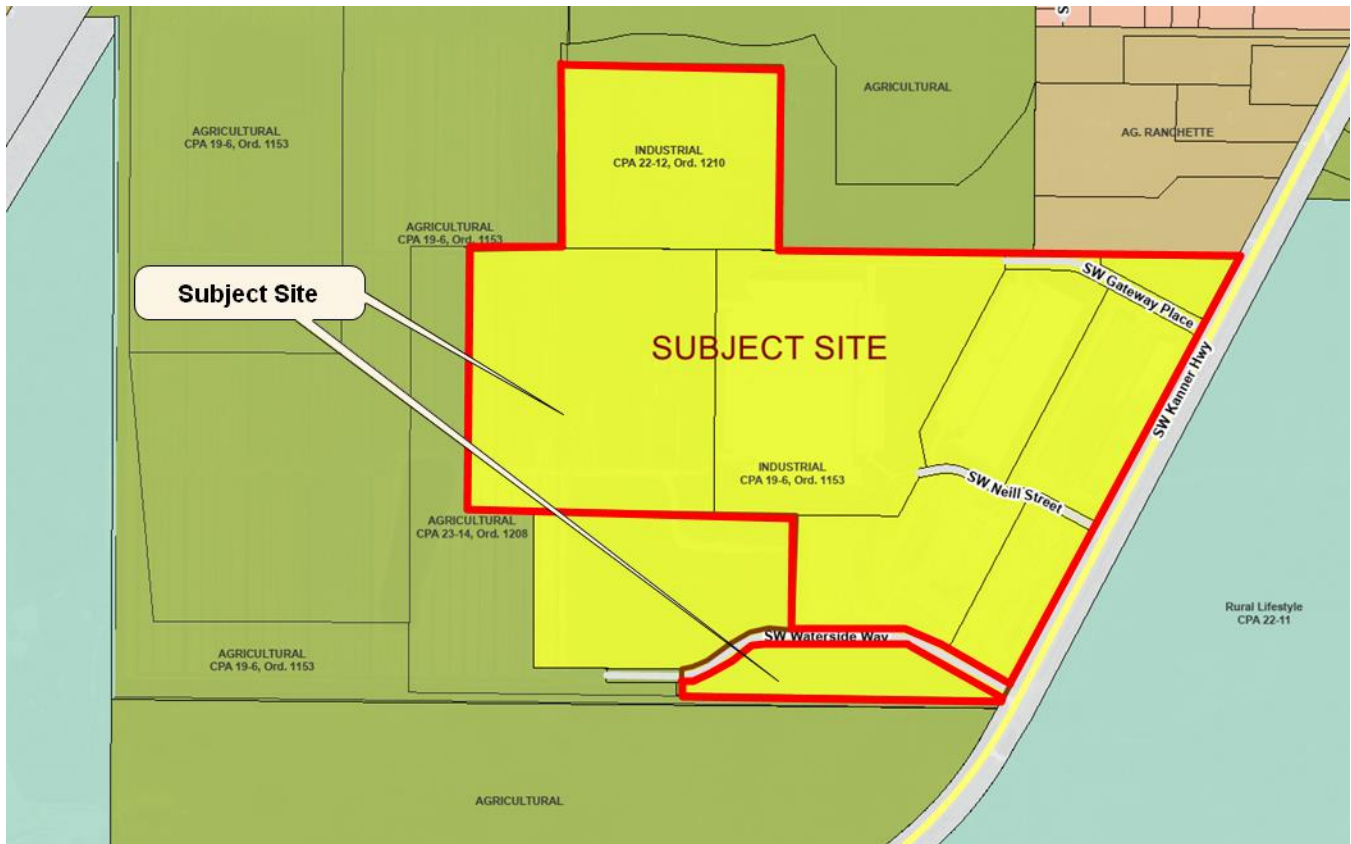 S
AGRICULTURAL
AGRICULTURAL
CPA 19-6, Ord. 1153
AG. RANCHETTE
INDUSTRIAL
CPA 22-12, Ord. 1210
AGRICULTURAL
CPA 19-6, Ord. 1153
SW Gateway Place
Subject Site
SUBJECT SITE
SW Kanner Hwy
INDUSTRIAL
CPA 19-6, Ord. 1153
SW Neill Street
AGRICULTURAL
CPA 23-14, Ord. 1208
Rural Lifestyle
CPA 22-11
SW Waterside Way
AGRICULTURAL
CPA 19-6, Ord. 1153
AGRICULTURAL